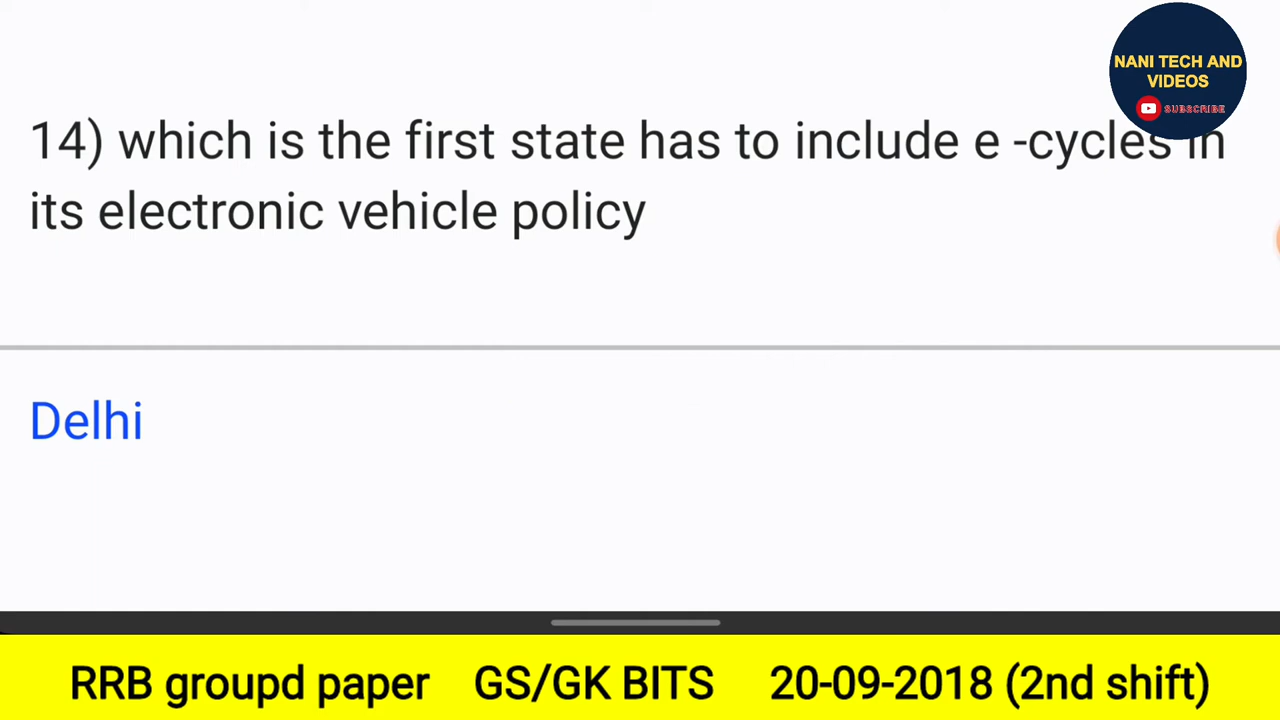 NANI TECH AND
VIDEOS
SUBSCRIBE
14) which is the first state has to include e -cycles in
its electronic vehicle policy
Delhi
RRB groupd paper GS/GK BITS 20-09-2018 (2nd shift)